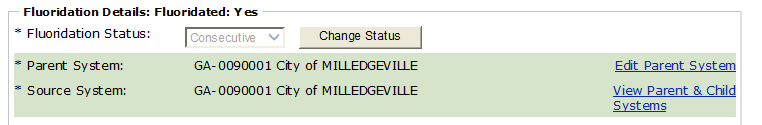 Fluoridation Details: Fluoridated: Yes
* Fluoridation Status: Consecutive Change Status
* Parent System: GA-0090001 City of MILLEDGEVILLE Edit Parent System
* Source System: GA-0090001 City of MILLEDGEVILLE View Parent & Child
Systems